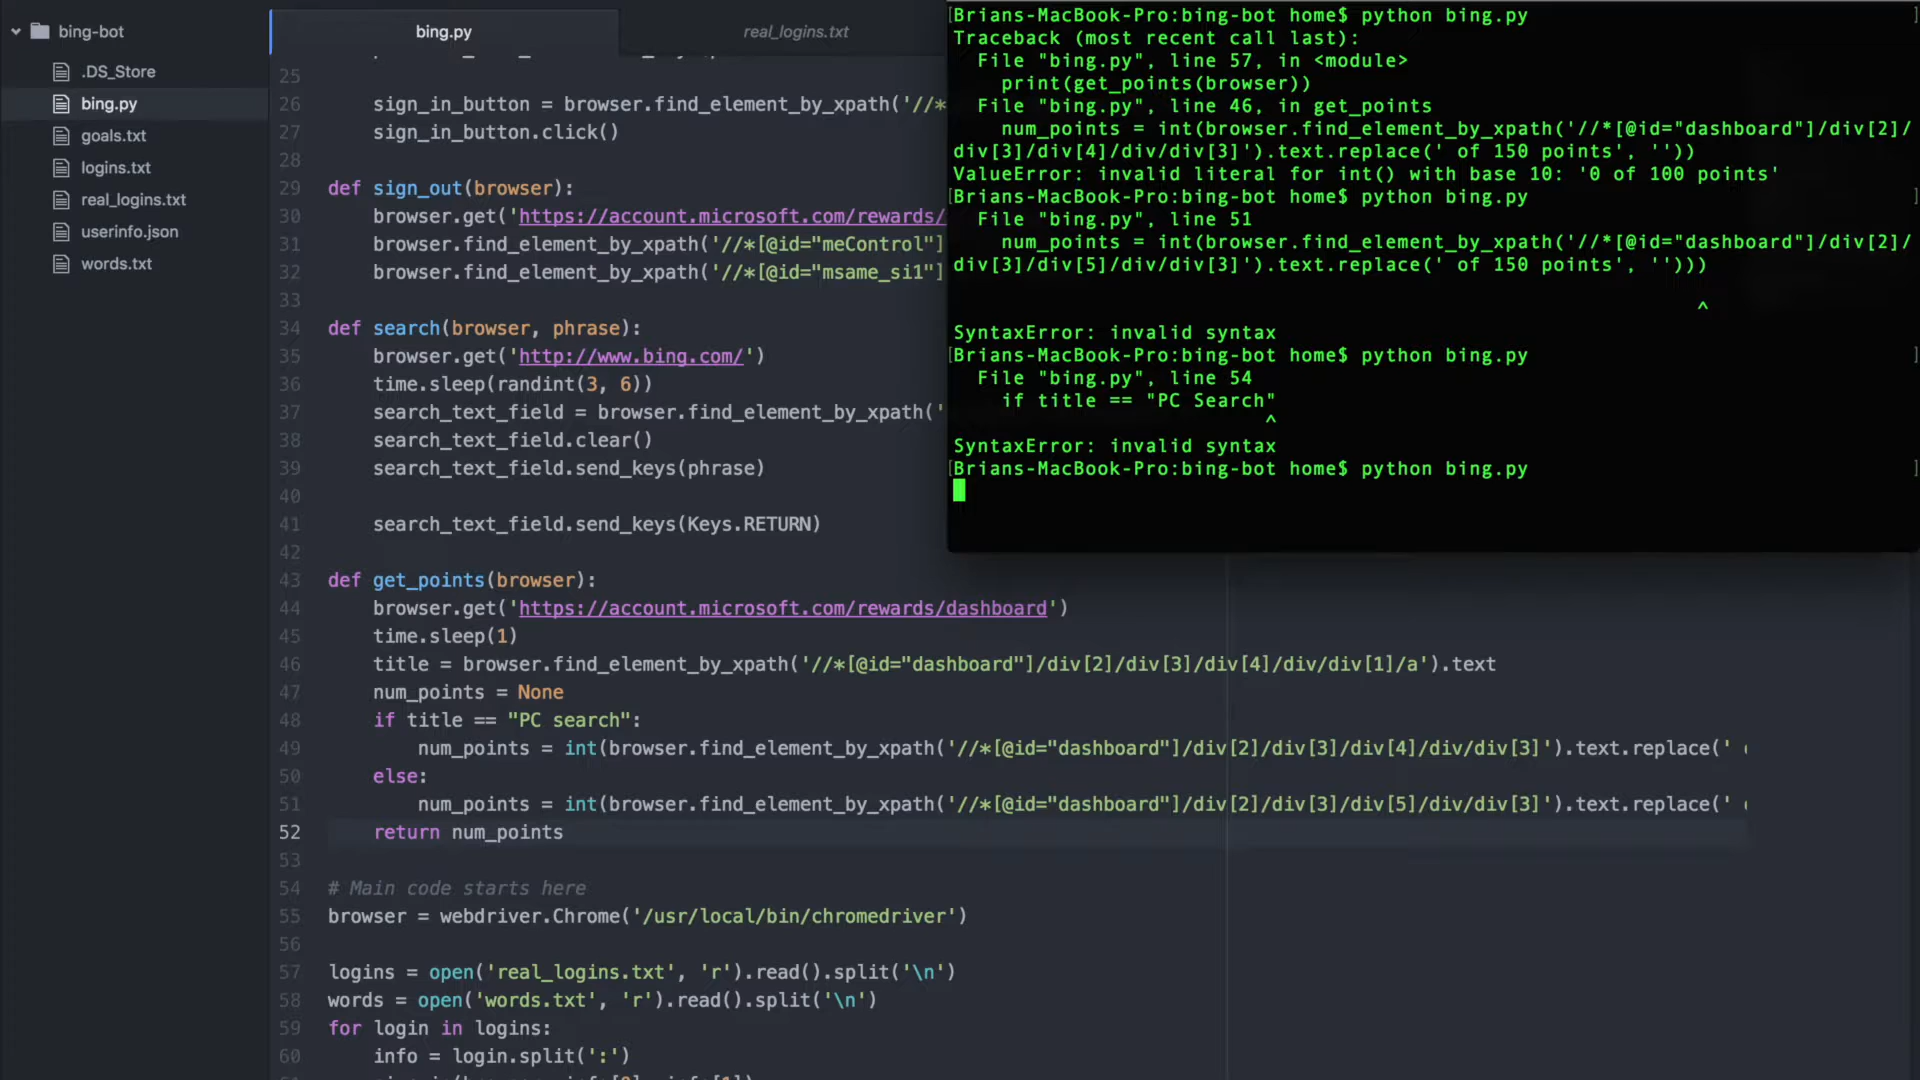 bing-bot
.DS_Store
bing.py
goals.txt
logins.txt
real_logins.txt
userinfo.json
words.txt
bing.py
real_logins.txt
25
26 sign_in_button = browser.find_element_by_xpath('//*
27 sign_in_button.click()
28
29 def sign_out(browser):
30 browser.get('https://account.microsoft.com/rewards/
31 browser.find_element_by_xpath('//*[@id="meControl"]
32 browser.find_element_by_xpath('//*[@id="msame_si1"]
33
34 def search(browser, phrase):
35 browser.get('http://www.bing.com/')
36 time.sleep(randint(3, 6))
37 search_text_field = browser.find_element_by_xpath('
38 search_text_field.clear()
39 search_text_field.send_keys(phrase)
40
41 search_text_field.send_keys(Keys.RETURN)
42
43 def get_points(browser):
44 browser.get('https://account.microsoft.com/rewards/dashboard')
45 time.sleep(1)
46 title = browser.find_element_by_xpath('//*[@id="dashboard"]/div[2]/div[3]/div[4]/div/div[1]/a').text
47 num_points = None
48 if title == "PC search":
49 num_points = int(browser.find_element_by_xpath('//*[@id="dashboard"]/div[2]/div[3]/div[4]/div/div[3]').text.replace('
50 else:
51 num_points = int(browser.find_element_by_xpath('//*[@id="dashboard"]/div[2]/div[3]/div[5]/div/div[3]').text.replace('
52 return num_points
53
54 # Main code starts here
55 browser = webdriver.Chrome('/usr/local/bin/chromedriver')
56
57 logins = open('real_logins.txt', 'r').read().split('\n')
58 words = open('words.txt', 'r').read().split('\n')
59 for login in logins:
60 info = login.split(':')
[Brians-MacBook-Pro:bing-bot home$ python bing.py ]
Traceback (most recent call last):
File "bing.py", line 57, in <module>
print(get_points(browser))
File "bing.py", line 46, in get_points
num_points = int(browser.find_element_by_xpath('//*[@id="dashboard"]/div[2]/
div[3]/div[4]/div/div[3]').text.replace(' of 150 points', ''))
ValueError: invalid literal for int() with base 10: '0 of 100 points'
[Brians-MacBook-Pro:bing-bot home$ python bing.py ]
File "bing.py", line 51
num_points = int(browser.find_element_by_xpath('//*[@id="dashboard"]/div[2]/
div[3]/div[5]/div/div[3]').text.replace(' of 150 points', '')))
^
SyntaxError: invalid syntax
[Brians-MacBook-Pro:bing-bot home$ python bing.py ]
File "bing.py", line 54
if title == "PC Search"
^
SyntaxError: invalid syntax
[Brians-MacBook-Pro:bing-bot home$ python bing.py ]